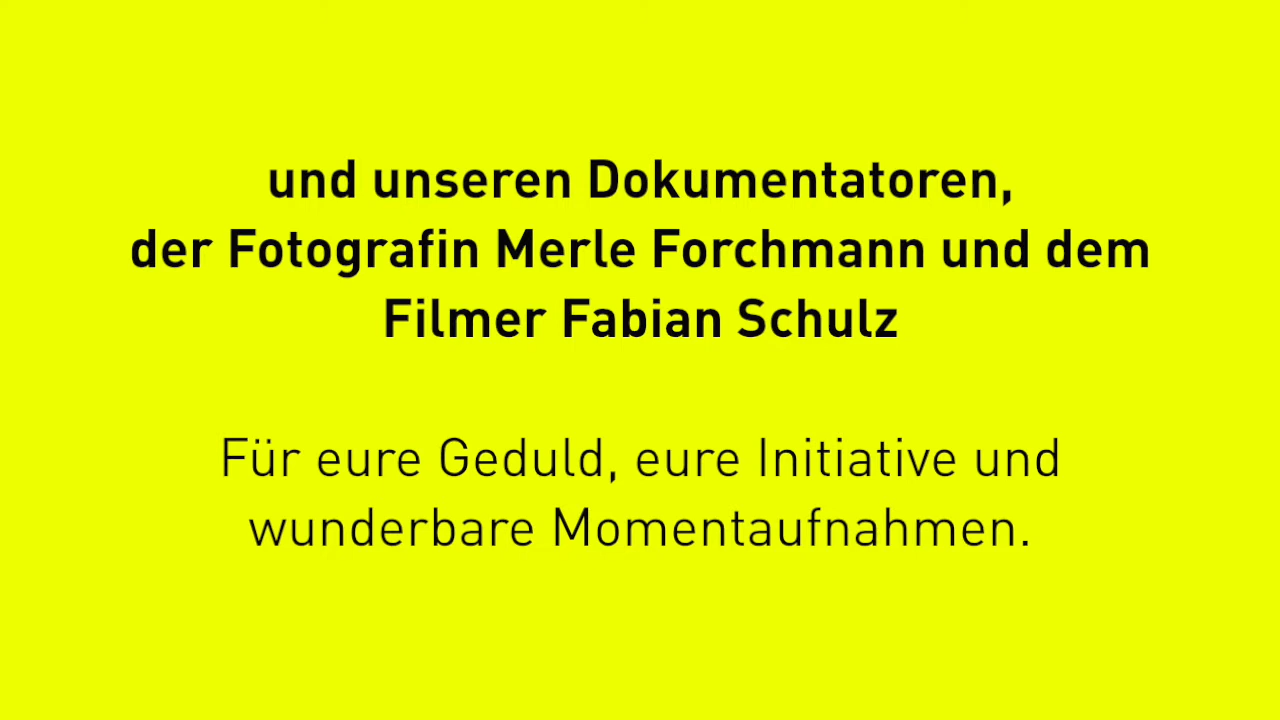 und unseren Dokumentatoren,
der Fotografin Merle Forchmann und dem
Filmer Fabian Schulz
Für eure Geduld, eure Initiative und
wunderbare Momentaufnahmen.